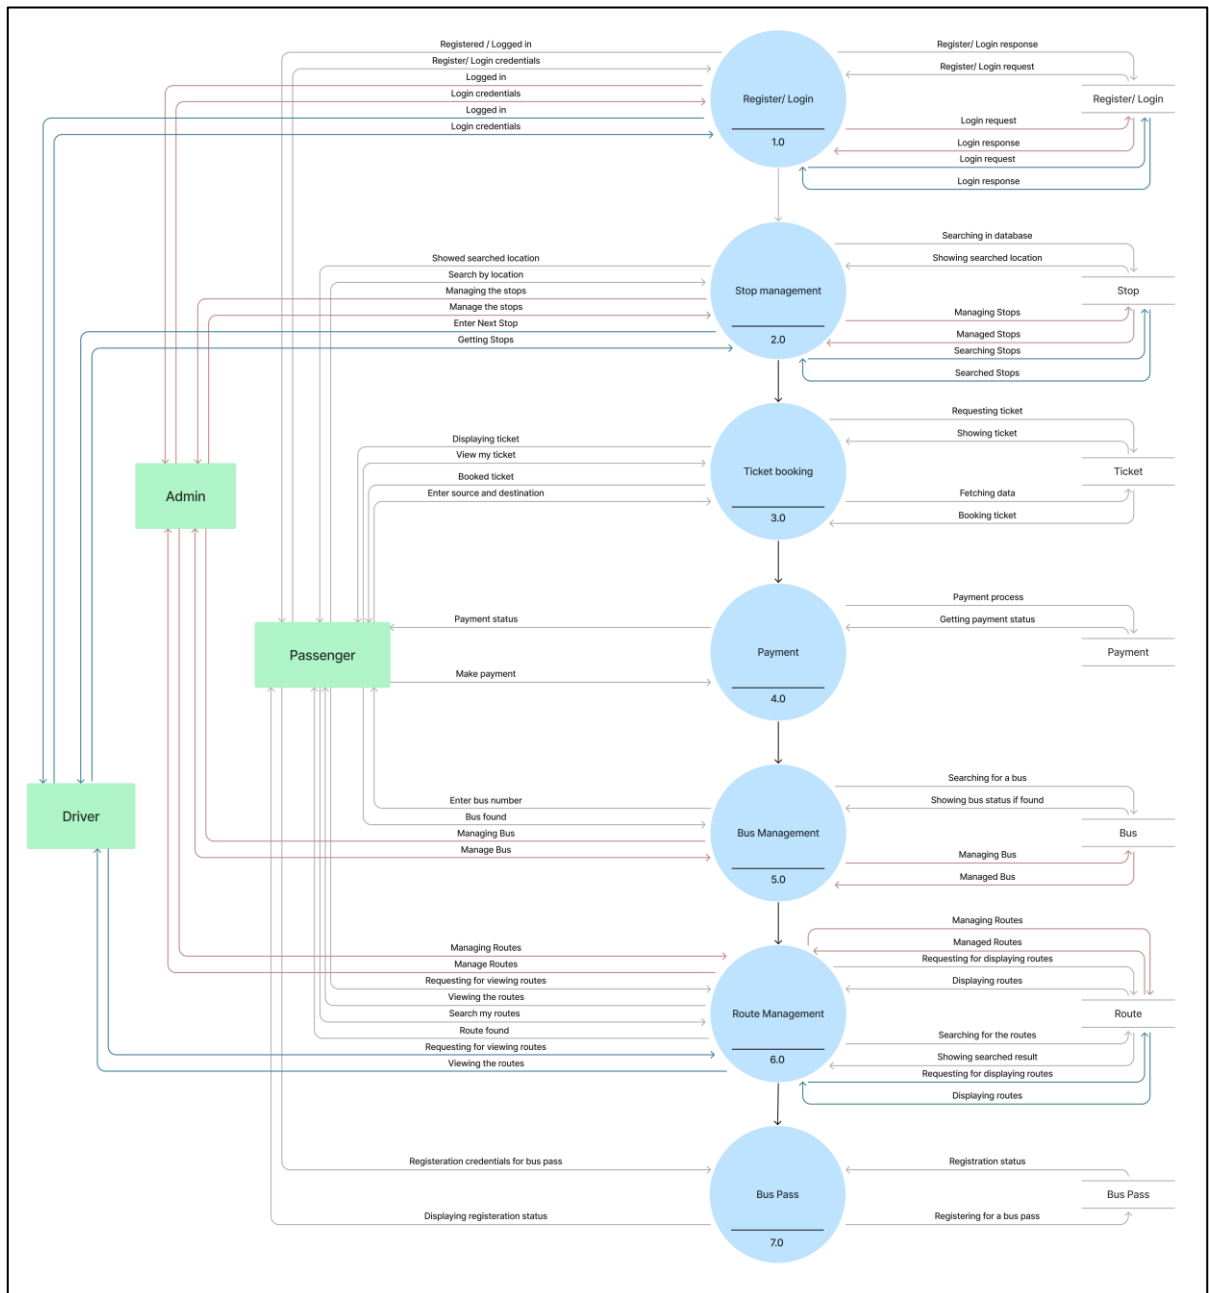 Registered / Logged in
Register/ Login credentials
Logged in
Login credentials
Logged in
Login credentials
Register/ Login
1.0
Register/ Login response
Register/ Login request
Register/ Login
Login request
Login response
Login request
Login response
Showed searched location
Search by location
Managing the stops
Manage the stops
Enter Next Stop
Getting Stops
Stop management
2.0
Searching in database
Showing searched location
Stop
Managing Stops
Managed Stops
Searching Stops
Searched Stops
Displaying ticket
View my ticket
Booked ticket
Enter source and destination
Ticket booking
3.0
Requesting ticket
Showing ticket
Ticket
Fetching data
Booking ticket
Admin
Payment status
Make payment
Passenger
Payment
4.0
Payment process
Getting payment status
Payment
Driver
Enter bus number
Bus found
Managing Bus
Manage Bus
Bus Management
5.0
Searching for a bus
Showing bus status if found
Bus
Managing Bus
Managed Bus
Managing Routes
Manage Routes
Requesting for viewing routes
Viewing the routes
Search my routes
Route found
Requesting for viewing routes
Viewing the routes
Route Management
6.0
Managing Routes
Managed Routes
Requesting for displaying routes
Displaying routes
Route
Searching for the routes
Showing searched result
Requesting for displaying routes
Displaying routes
Registeration credentials for bus pass
Displaying registeration status
Bus Pass
7.0
Registration status
Bus Pass
Registering for a bus pass